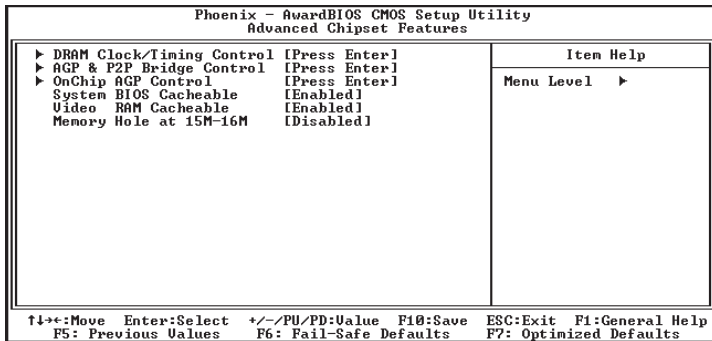 Phoenix - AwardBIOS CMOS Setup Utility
Advanced Chipset Features
▶ DRAM Clock/Timing Control [Press Enter]
▶ AGP & P2P Bridge Control [Press Enter]
▶ OnChip AGP Control [Press Enter]
System BIOS Cacheable [Enabled]
Video RAM Cacheable [Enabled]
Memory Hole at 15M-16M [Disabled]
Item Help
Menu Level ▶
↑↓→←:Move Enter:Select +/-/PU/PD:Value F10:Save ESC:Exit F1:General Help
F5: Previous Values F6: Fail-Safe Defaults F7: Optimized Defaults